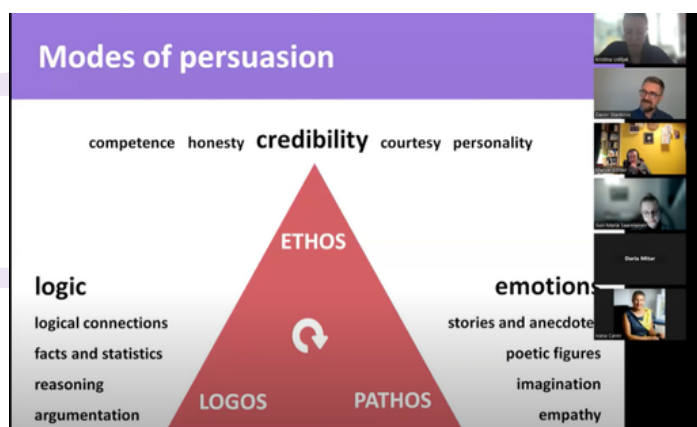 Modes of persuasion
competence honesty credibility courtesy personality
ETHOS
logic
logical connections
facts and statistics
reasoning
argumentation
emotions
stories and anecdote
poetic figures
imagination
empathy
LOGOS
PATHOS
Daria Mitar